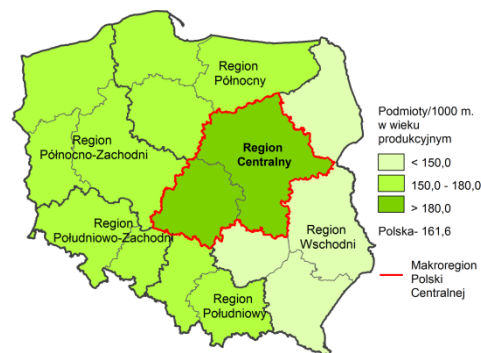 Region
Północny
Region
Północno-Zachodni
Region
Centralny
Region
Południowo-Zachodni
Region
Wschodni
Region
Południowy
Podmioty/1000 m.
w wieku
produkcyjnym
< 150,0
150,0 - 180,0
> 180,0
Polska- 161,6
Makroregion
Polski
Centralnej